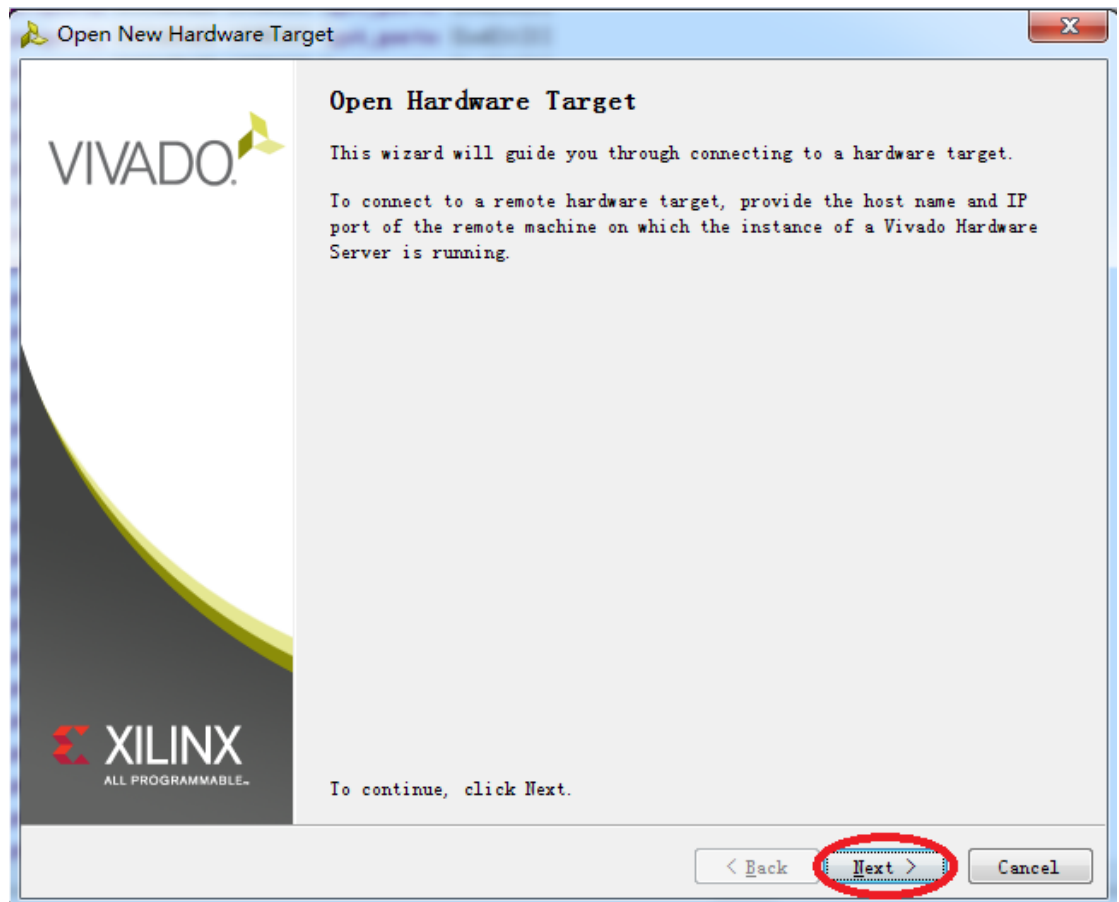 Open New Hardware Target
VIVADO.
Open Hardware Target
This wizard will guide you through connecting to a hardware target.
To connect to a remote hardware target, provide the host name and IP
port of the remote machine on which the instance of a Vivado Hardware
Server is running.
XILINX
ALL PROGRAMMABLE™
To continue, click Next.
< Back Next > Cancel